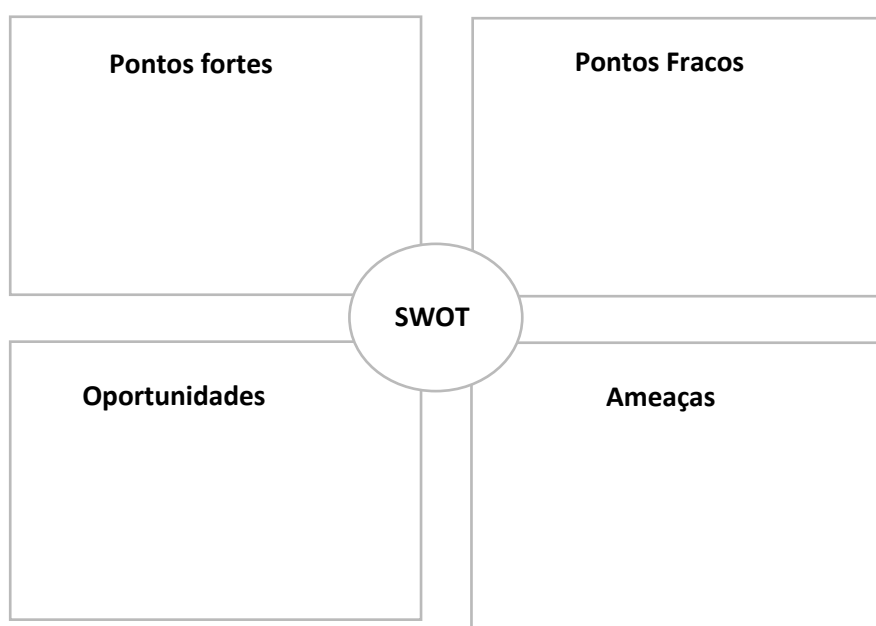 Pontos fortes
Pontos Fracos
SWOT
Oportunidades
Ameaças